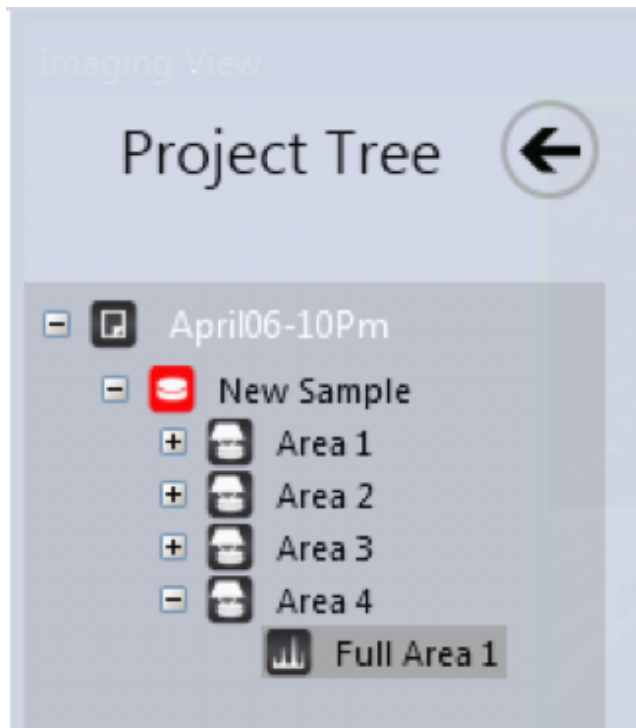 Imaging View
Project Tree
April06-10Pm
New Sample
Area 1
Area 2
Area 3
Area 4
Full Area 1